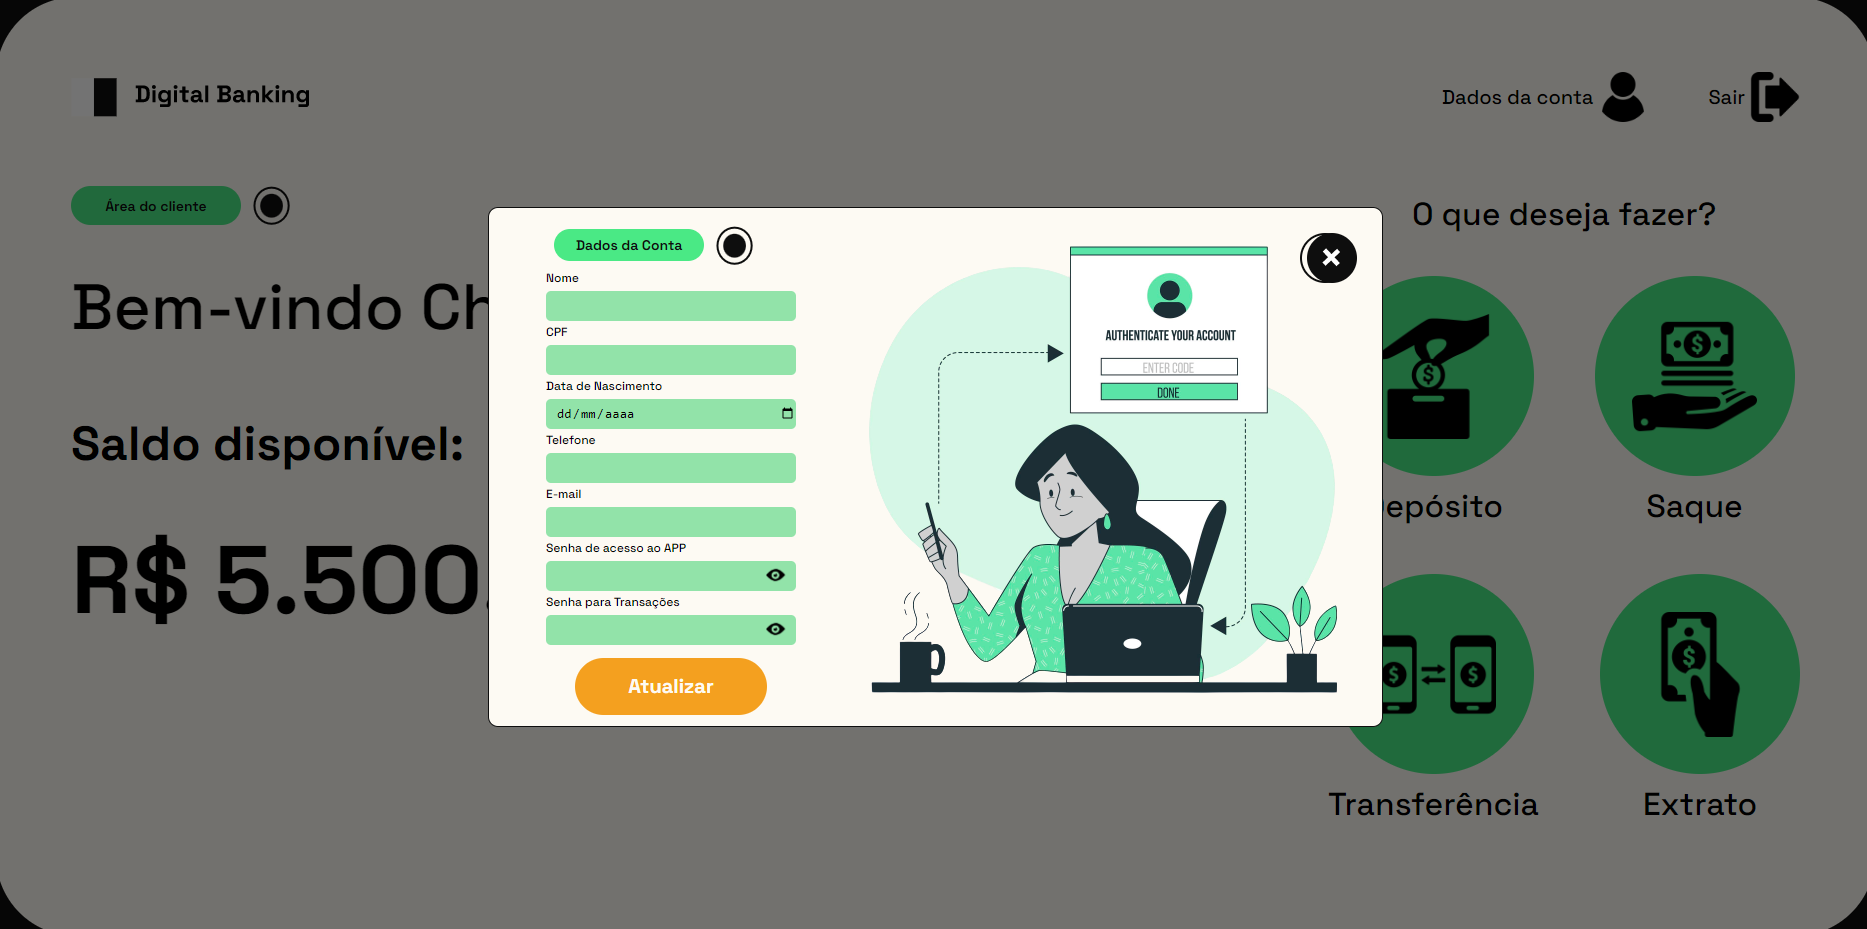 Digital Banking
Dados da conta
Sair
Área do cliente
Bem-vindo
Saldo disponível:
R$ 5.500
O que deseja fazer?
Depósito
Saque
Transferência
Extrato
Dados da Conta
Nome
CPF
Data de Nascimento
dd/mm/aaaa
Telefone
E-mail
Senha de acesso ao APP
Senha para Transações
Atualizar
AUTHENTICATE YOUR ACCOUNT
ENTER CODE
DONE